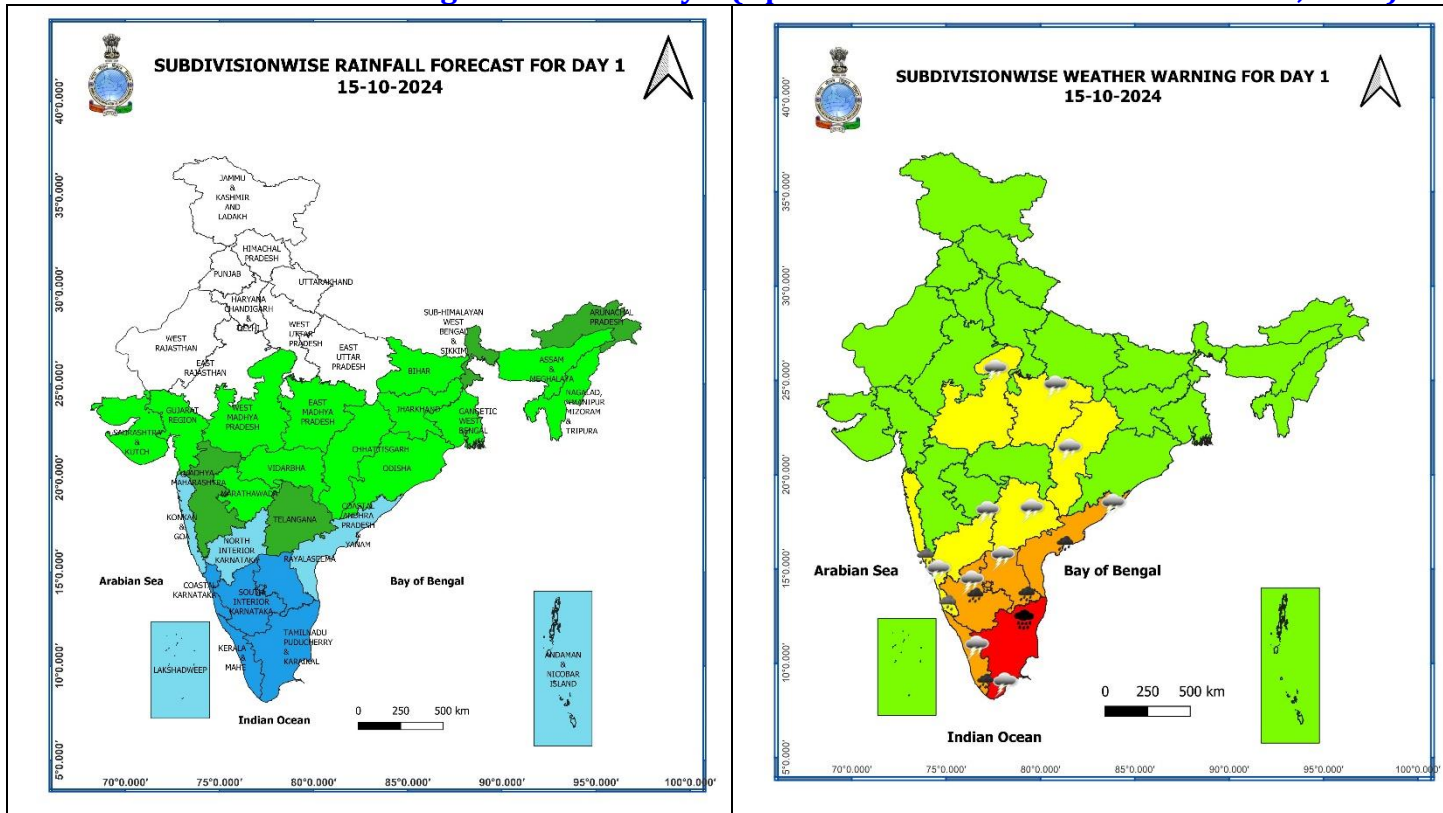 SUBDIVISIONWISE RAINFALL FORECAST FOR DAY 1
15-10-2024
40°0.000'
35°0.000'
30°0.000'
25°0.000'
20°0.000'
15°0.000'
10°0.000'
5°0.000'
JAMMU
&
KASHMIR
AND
LADAKH
HIMACHAL
PRADESH
PUNJAB
UTTARAKHAND
HARYANA
CHANDIGARH
&
DELHI
WEST
RAJASTHAN
EAST
RAJASTHAN
WEST
UTTAR
PRADESH
EAST
UTTAR
PRADESH
SUB-HIMALAYAN
WEST
BENGAL
&
SIKKIM
ARUNACHAL
PRADESH
ASSAM
&
MEGHALAYA
NAGALAD,
MANIPUR
MIZORAM
&
TRIPURA
BIHAR
JHARKHAND
GANGETIC
WEST
BENGAL
GUJARAT
REGION
SAURASHTRA
&
KUTCH
WEST
MADHYA
PRADESH
EAST
MADHYA
PRADESH
CHHATTISGARH
ODISHA
VIDARBHA
MADHYA
MAHARASHTRA
MARATHAWADA
KONKAN
&
GOA
TELANGANA
COASTAL
ANDHRA
PRADESH
&
YANAM
NORTH
INTERIOR
KARNATAKA
RAYALASEEMA
COASTAL
KARNATAKA
SOUTH
INTERIOR
KARNATAKA
TAMILNADU
PUDUCHERRY
&
KARAIKAL
KERALA
&
MAHE
LAKSHADWEEP
ANDAMAN
&
NICOBAR
ISLAND
Arabian Sea
Bay of Bengal
Indian Ocean
0 250 500 km
70°0.000' 75°0.000' 80°0.000' 85°0.000' 90°0.000' 95°0.000' 100°0.000'
SUBDIVISIONWISE WEATHER WARNING FOR DAY 1
15-10-2024
40°0.000'
35°0.000'
30°0.000'
25°0.000'
20°0.000'
15°0.000'
10°0.000'
5°0.000'
Arabian Sea
Bay of Bengal
Indian Ocean
0 250 500 km
70°0.000' 75°0.000' 80°0.000' 85°0.000' 90°0.000' 95°0.000' 100°0.000'